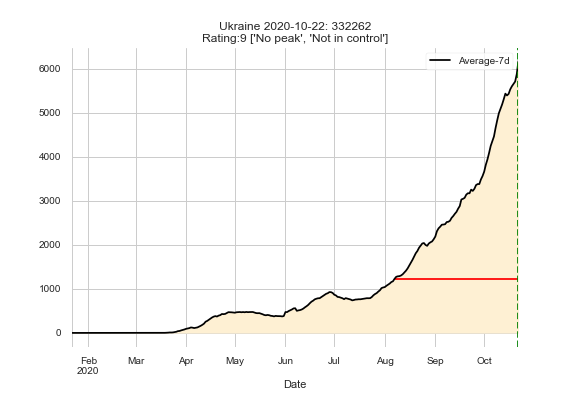 Ukraine 2020-10-22: 332262
Rating:9 ['No peak', 'Not in control']
Average-7d
6000
5000
4000
3000
2000
1000
0
Feb Mar Apr May Jun Jul Aug Sep Oct
2020
Date